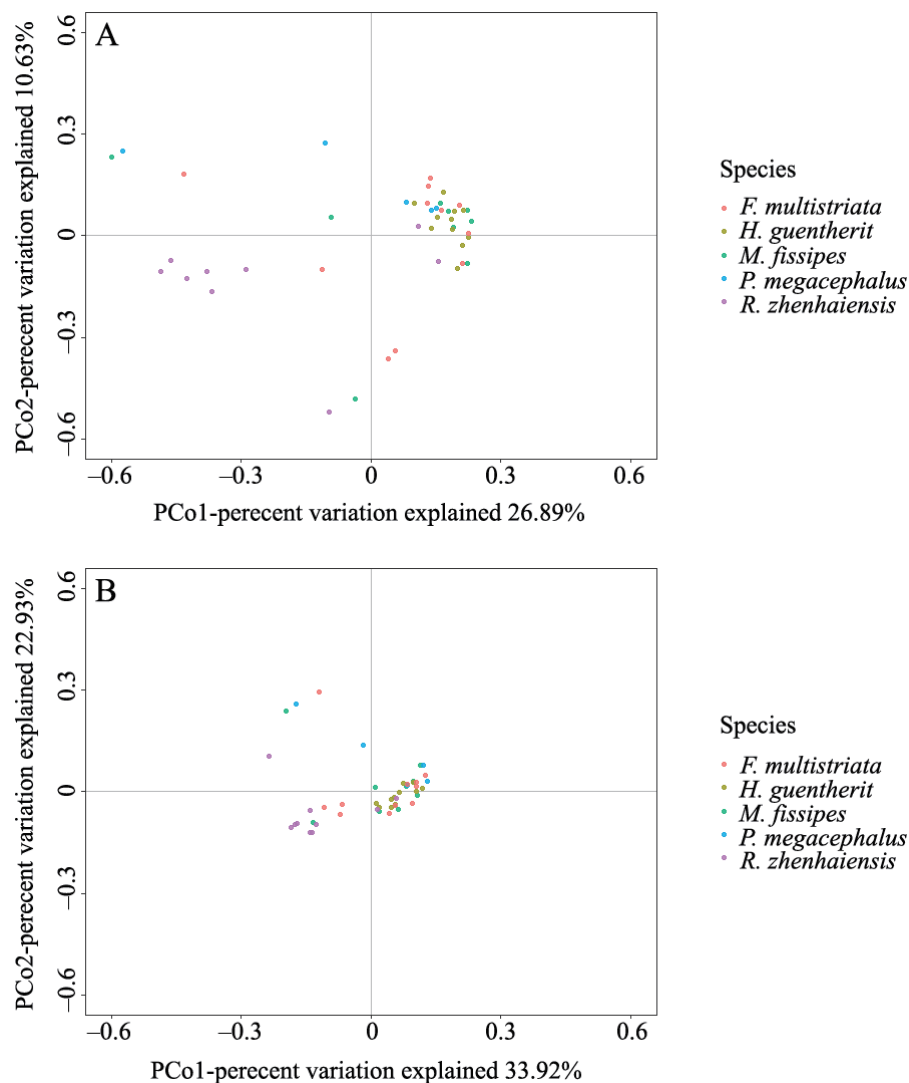 A
PCo2-perecent variation explained 10.63%
0.6
0.3
0
−0.3
−0.6
−0.6
−0.3
0
0.3
0.6
PCo1-perecent variation explained 26.89%
Species
F. multistriata
H. guentherit
M. fissipes
P. megacephalus
R. zhenhaiensis
B
PCo2-perecent variation explained 22.93%
0.6
0.3
0
−0.3
−0.6
−0.6
−0.3
0
0.3
0.6
PCo1-perecent variation explained 33.92%
Species
F. multistriata
H. guentherit
M. fissipes
P. megacephalus
R. zhenhaiensis